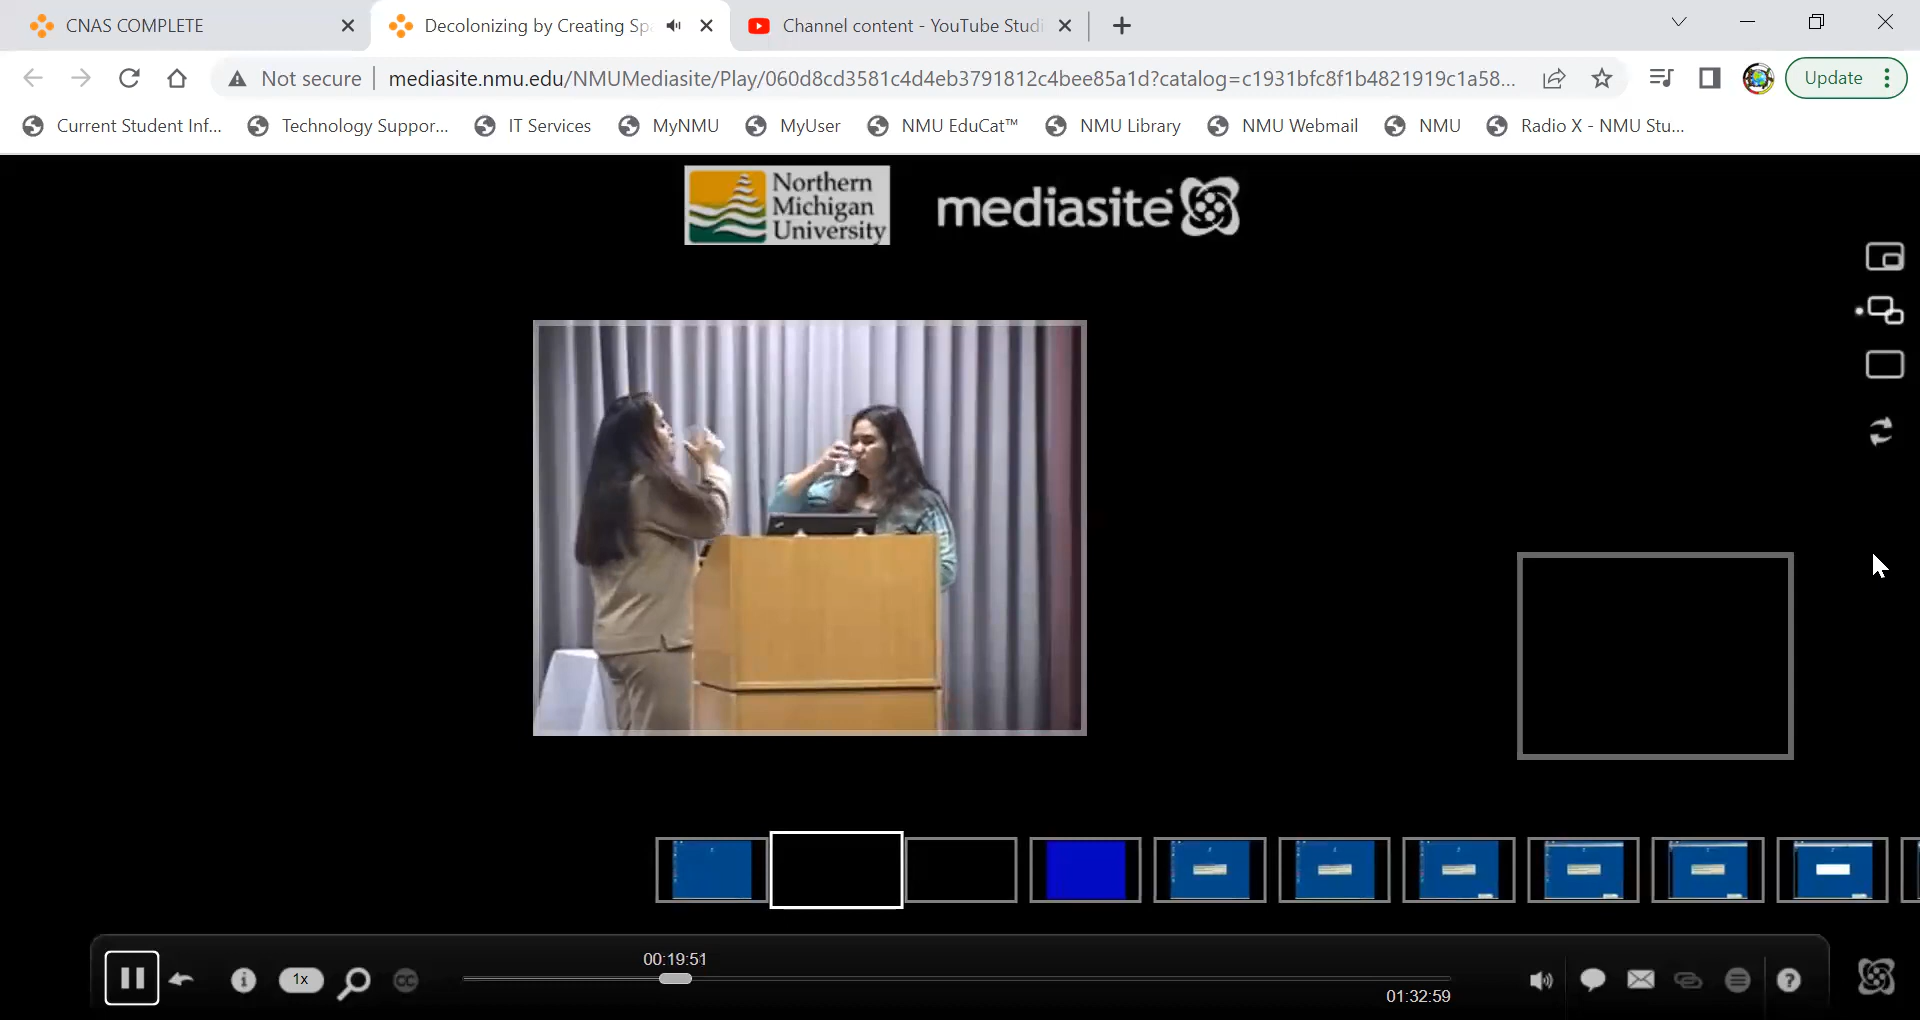 CNAS COMPLETE
Decolonizing by Creating Spa
Channel content - YouTube Studi
Not secure
mediasite.nmu.edu/NMUMediasite/Play/060d8cd3581c4d4eb3791812c4bee85a1d?catalog=c1931bfc8f1b4821919c1a58...
Update
Current Student Inf...
Technology Suppor...
IT Services
MyNMU
MyUser
NMU EduCat™
NMU Library
NMU Webmail
NMU
Radio X - NMU Stu...
Northern
Michigan
University
mediasite
00:19:51
1x
CC
01:32:59
?